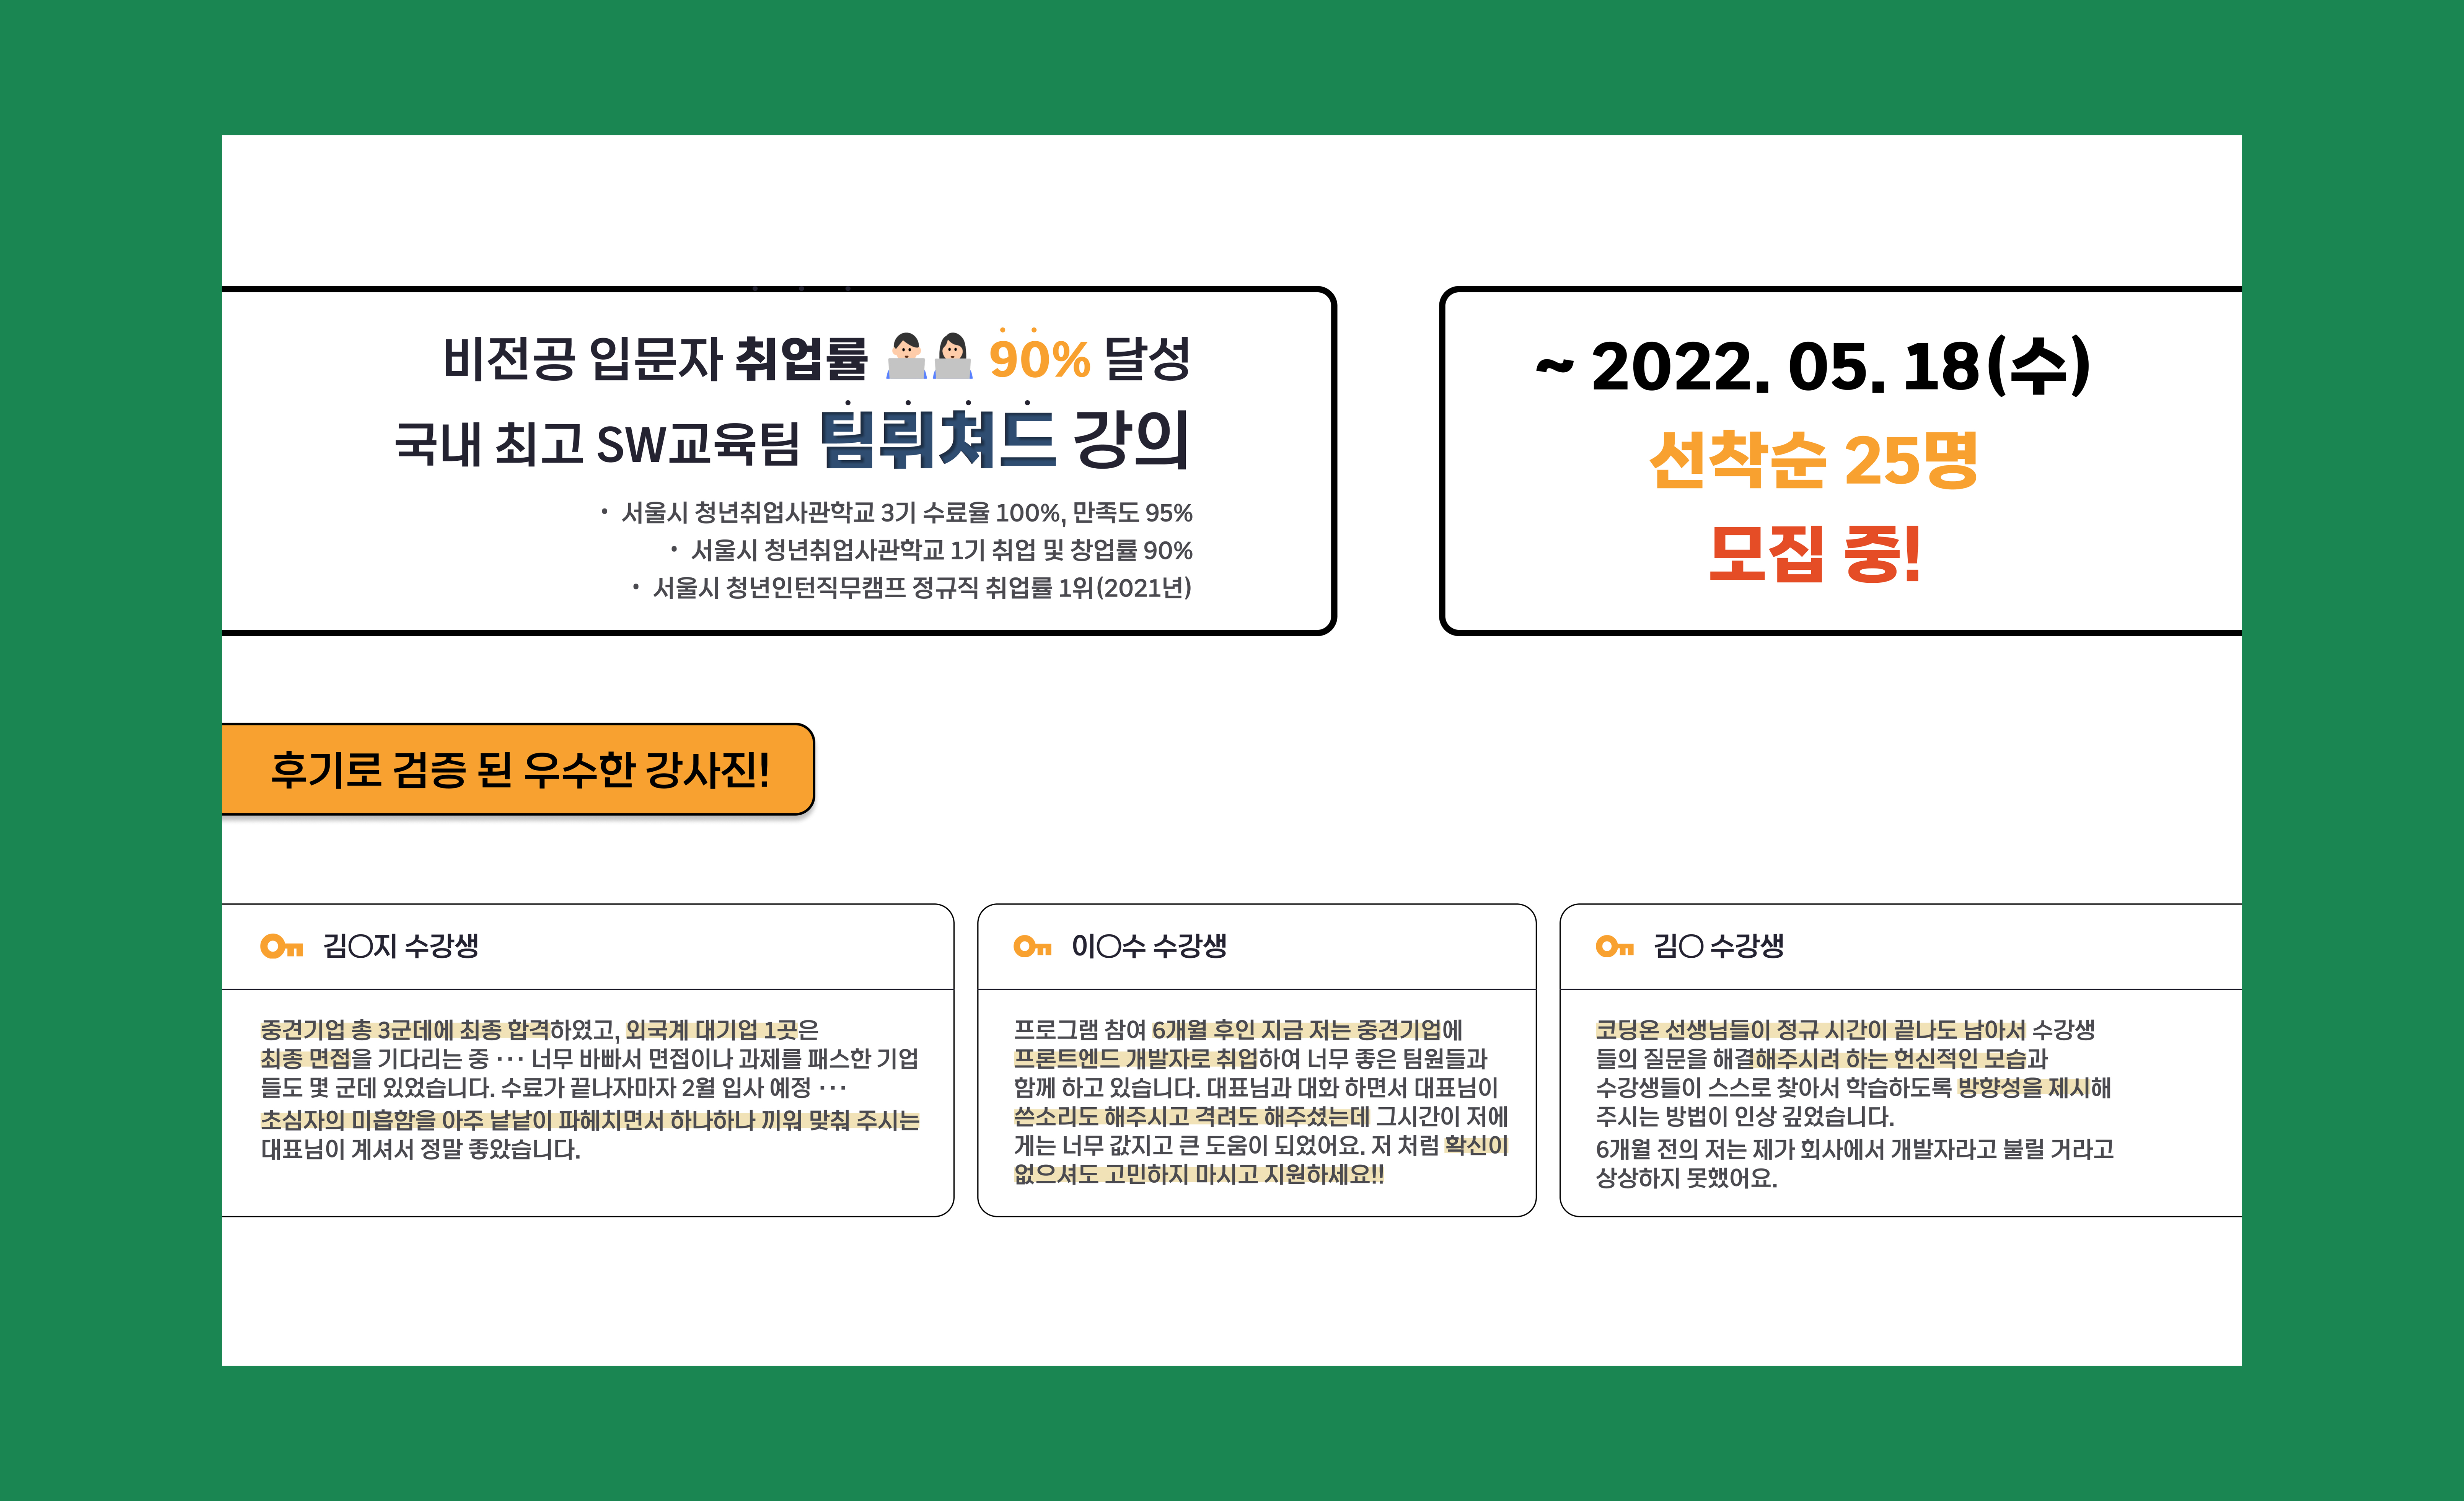 비전공 입문자 취업률 90% 달성
국내 최고 SW교육팀 팀뤼쳐드 강의
• 서울시 청년취업사관학교 3기 수료율 100%, 만족도 95%
• 서울시 청년취업사관학교 1기 취업 및 창업률 90%
• 서울시 청년인턴직무캠프 정규직 취업률 1위(2021년)
~ 2022. 05. 18(수)
선착순 25명
모집 중!
후기로 검증 된 우수한 강사진!
김○지 수강생
중견기업 총 3군데에 최종 합격하였고, 외국계 대기업 1곳은
최종 면접을 기다리는 중 ··· 너무 바빠서 면접이나 과제를 패스한 기업
들도 몇 군데 있었습니다. 수료가 끝나자마자 2월 입사 예정 ···
초심자의 미흡함을 아주 낱낱이 파헤치면서 하나하나 끼워 맞춰 주시는
대표님이 계셔서 정말 좋았습니다.
이○수 수강생
프로그램 참여 6개월 후인 지금 저는 중견기업에
프론트엔드 개발자로 취업하여 너무 좋은 팀원들과
함께 하고 있습니다. 대표님과 대화 하면서 대표님이
쓴소리도 해주시고 격려도 해주셨는데 그시간이 저에
게는 너무 값지고 큰 도움이 되었어요. 저 처럼 확신이
없으셔도 고민하지 마시고 지원하세요!!
김○ 수강생
코딩온 선생님들이 정규 시간이 끝나도 남아서 수강생
들의 질문을 해결해주시려 하는 헌신적인 모습과
수강생들이 스스로 찾아서 학습하도록 방향성을 제시해
주시는 방법이 인상 깊었습니다.
6개월 전의 저는 제가 회사에서 개발자라고 불릴 거라고
상상하지 못했어요.